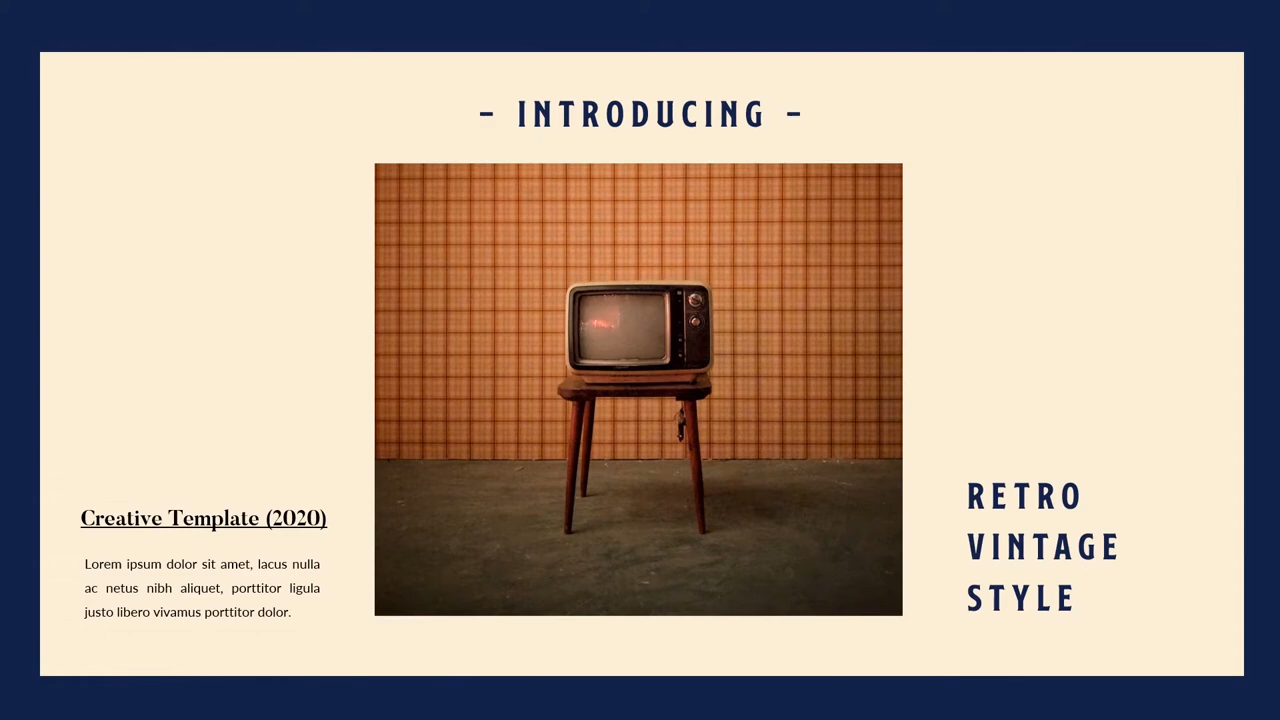 - INTRODUCING -
Creative Template (2020)
Lorem ipsum dolor sit amet, lacus nulla
ac netus nibh aliquet, porttitor ligula
justo libero vivamus porttitor dolor.
RETRO
VINTAGE
STYLE